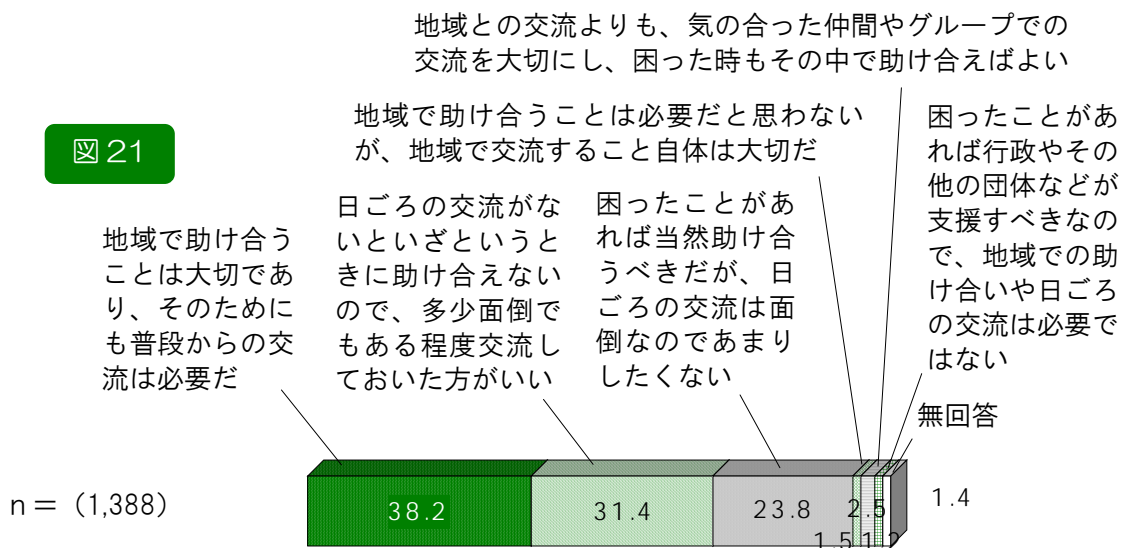 地域との交流よりも、気の合った仲間やグループでの
交流を大切にし、困った時もその中で助け合えばよい
地域で助け合うことは必要だと思わない
が、地域で交流すること自体は大切だ
困ったことがあ
れば行政やその
他の団体などが
支援すべきなの
で、地域での助
け合いや日ごろ
の交流は必要で
はない
図21
日ごろの交流がな
いといざというと
きに助け合えない
ので、多少面倒で
もある程度交流し
ておいた方がいい
困ったことがあ
れば当然助け合
うべきだが、日
ごろの交流は面
倒なのであまり
したくない
地域で助け合う
ことは大切であ
り、そのために
も普段からの交
流は必要だ
無回答
n=(1,388)
38.2
31.4
23.8
2.5
1.4
1.5
1.2